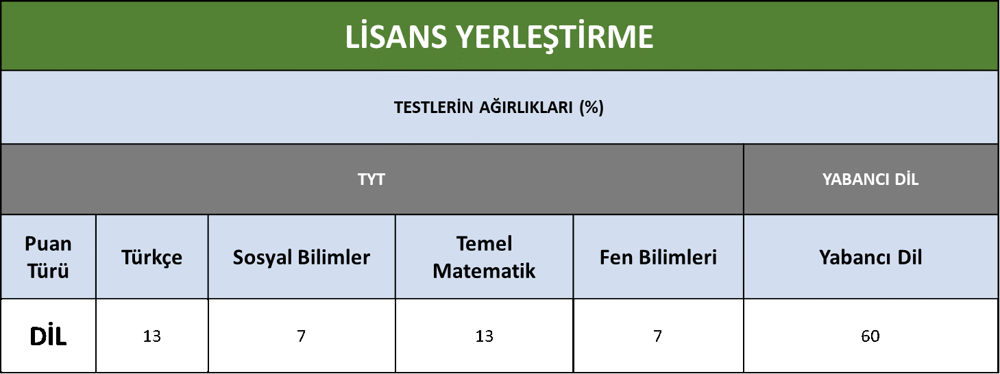 LİSANS YERLEŞTİRME
TESTLERİN AĞIRLIKLARI (%)
TYT YABANCI DİL
Puan Türü Türkçe Sosyal Bilimler Temel Matematik Fen Bilimleri Yabancı Dil
DİL 13 7 13 7 60